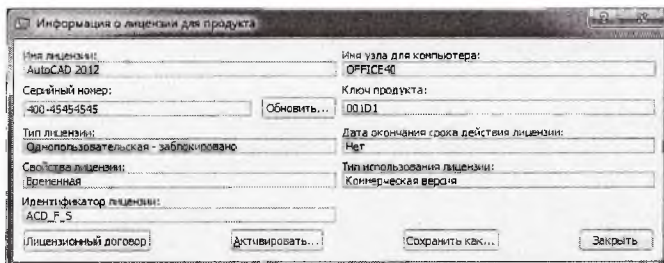 Информация о лицензии для продукта
Имя лицензии:
AutoCAD 2012
Имя узла для компьютера:
OFFICE40
Серийный номер:
400-45454545
Обновить...
Ключ продукта:
001D1
Тип лицензии:
Однопользовательская - заблокировано
Дата окончания срока действия лицензии:
Нет
Свойства лицензии:
Временная
Тип использования лицензии:
Коммерческая версия
Идентификатор лицензии:
ACD_F_S
Лицензионный договор
Активировать...
Сохранить как...
Закрыть